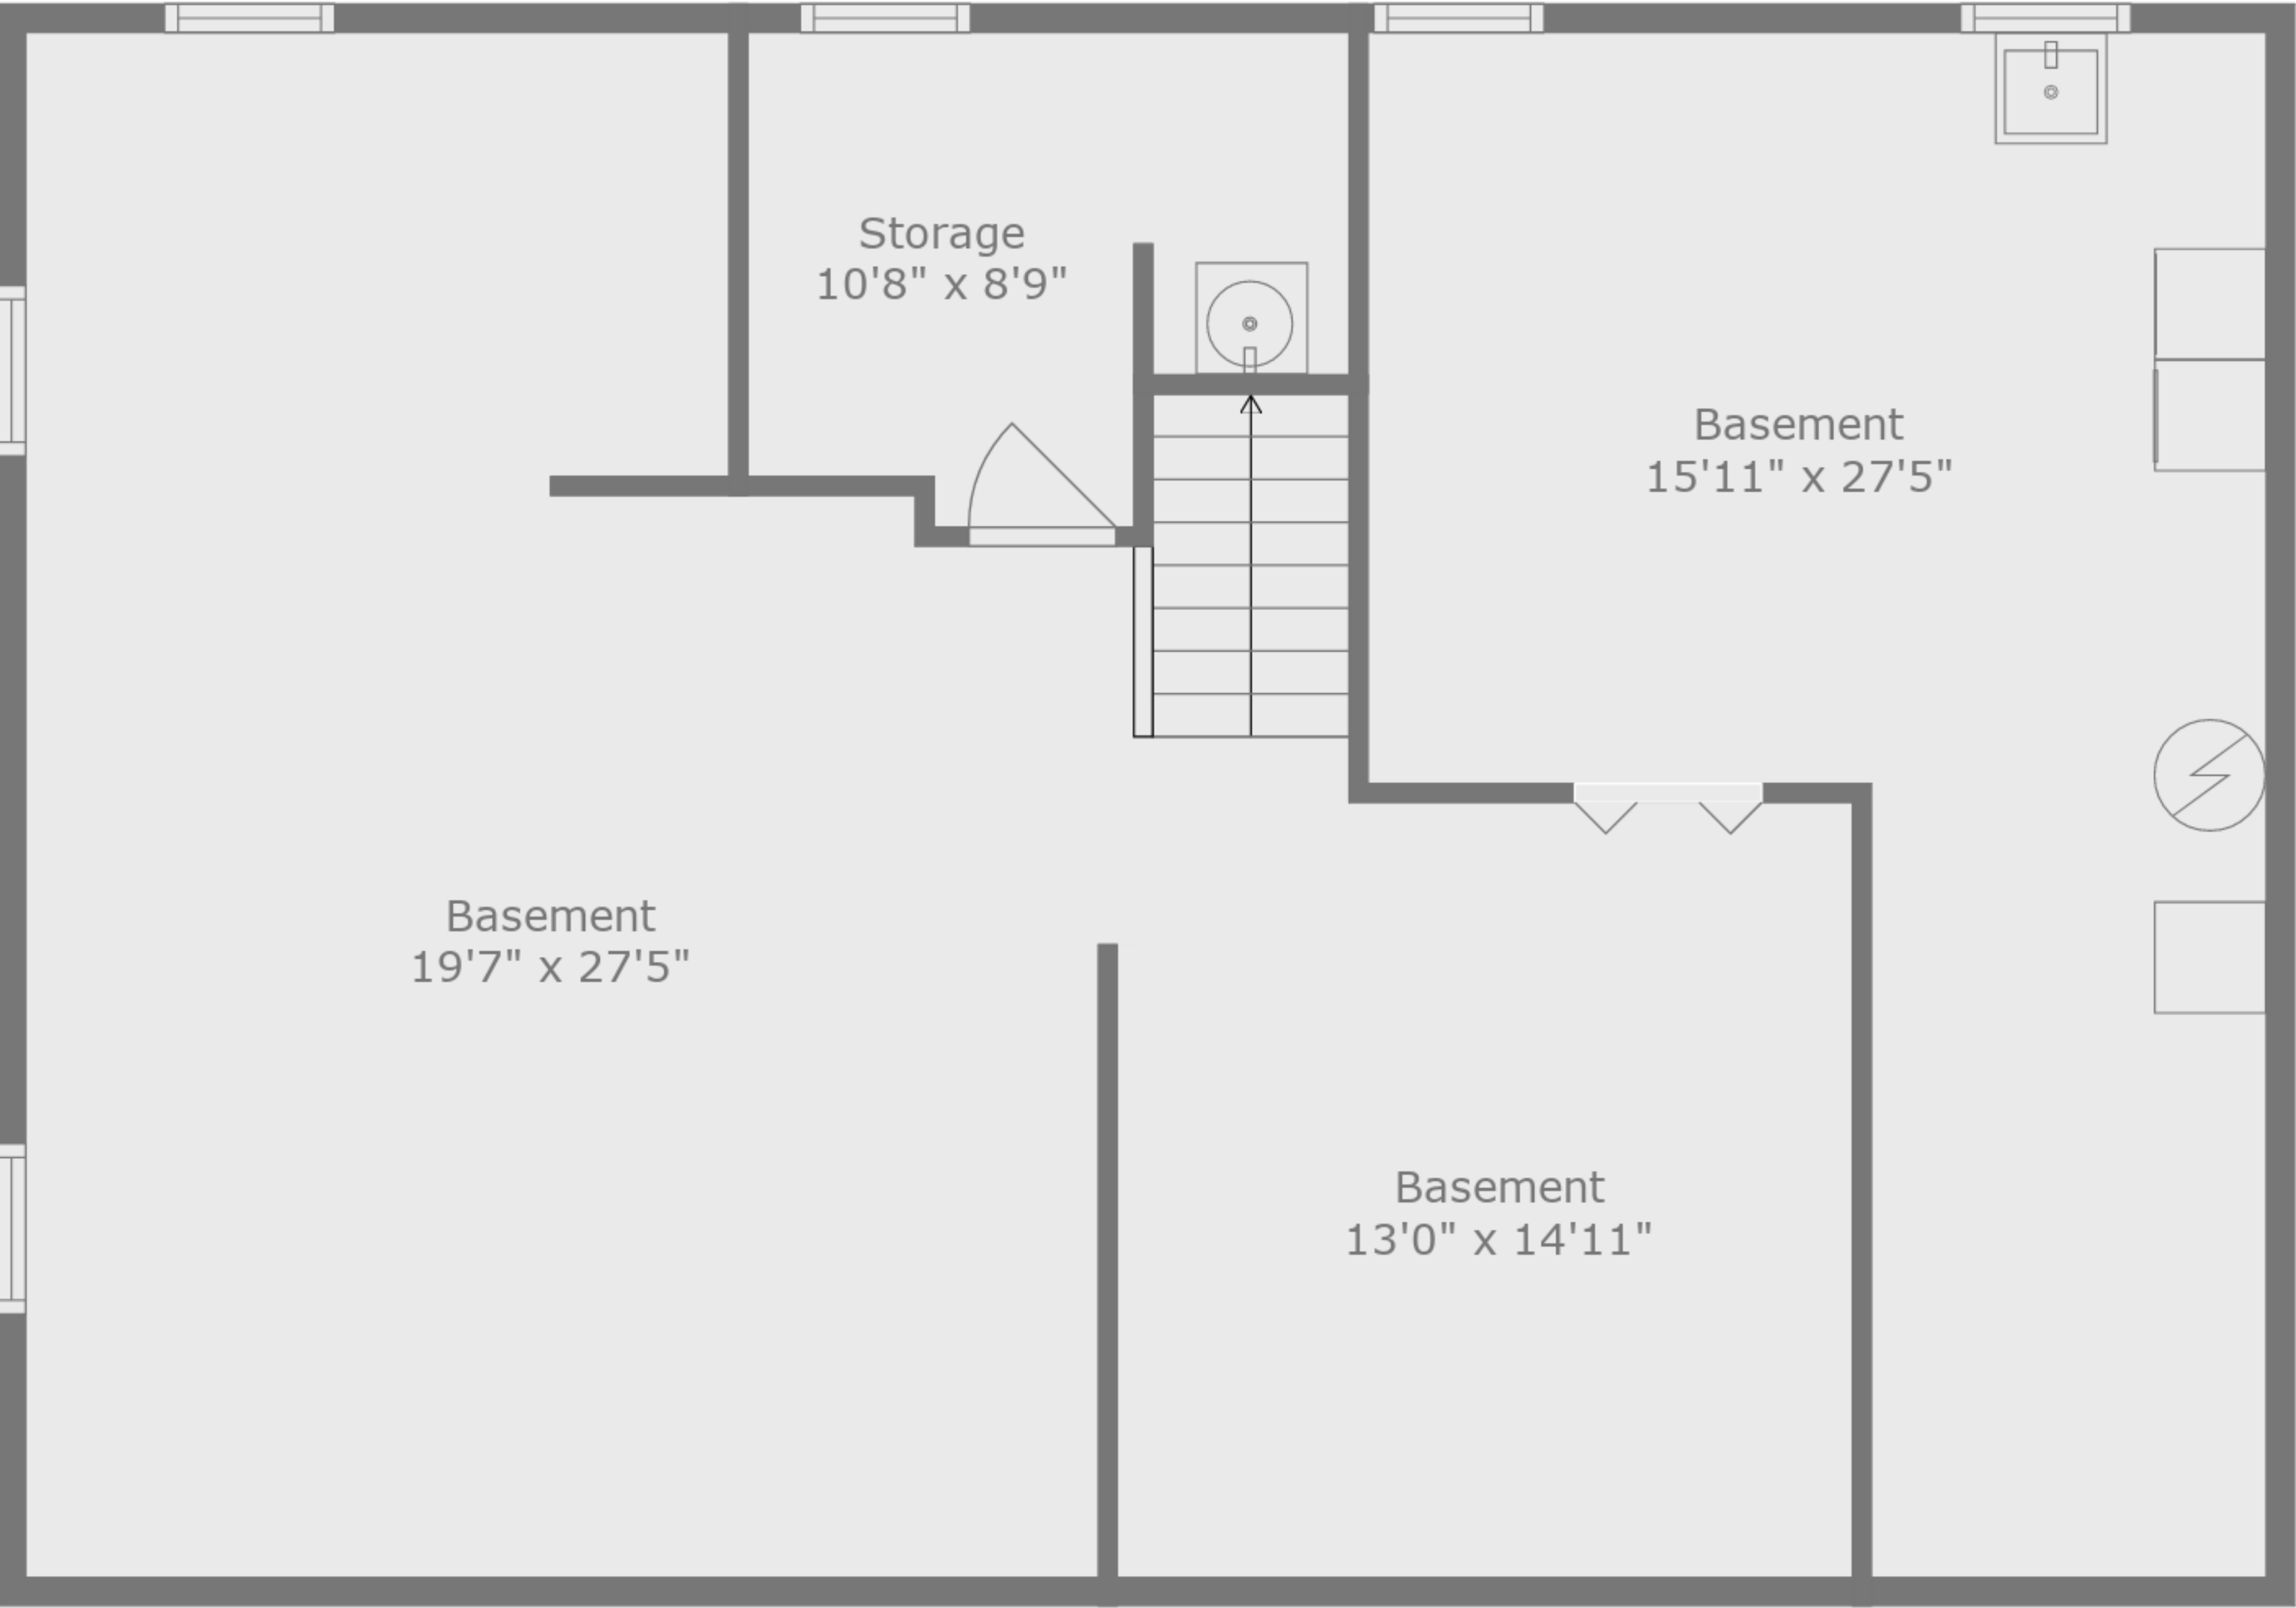 Storage
10'8" x 8'9"
Basement
15'11" x 27'5"
Basement
19'7" x 27'5"
Basement
13'0" x 14'11"